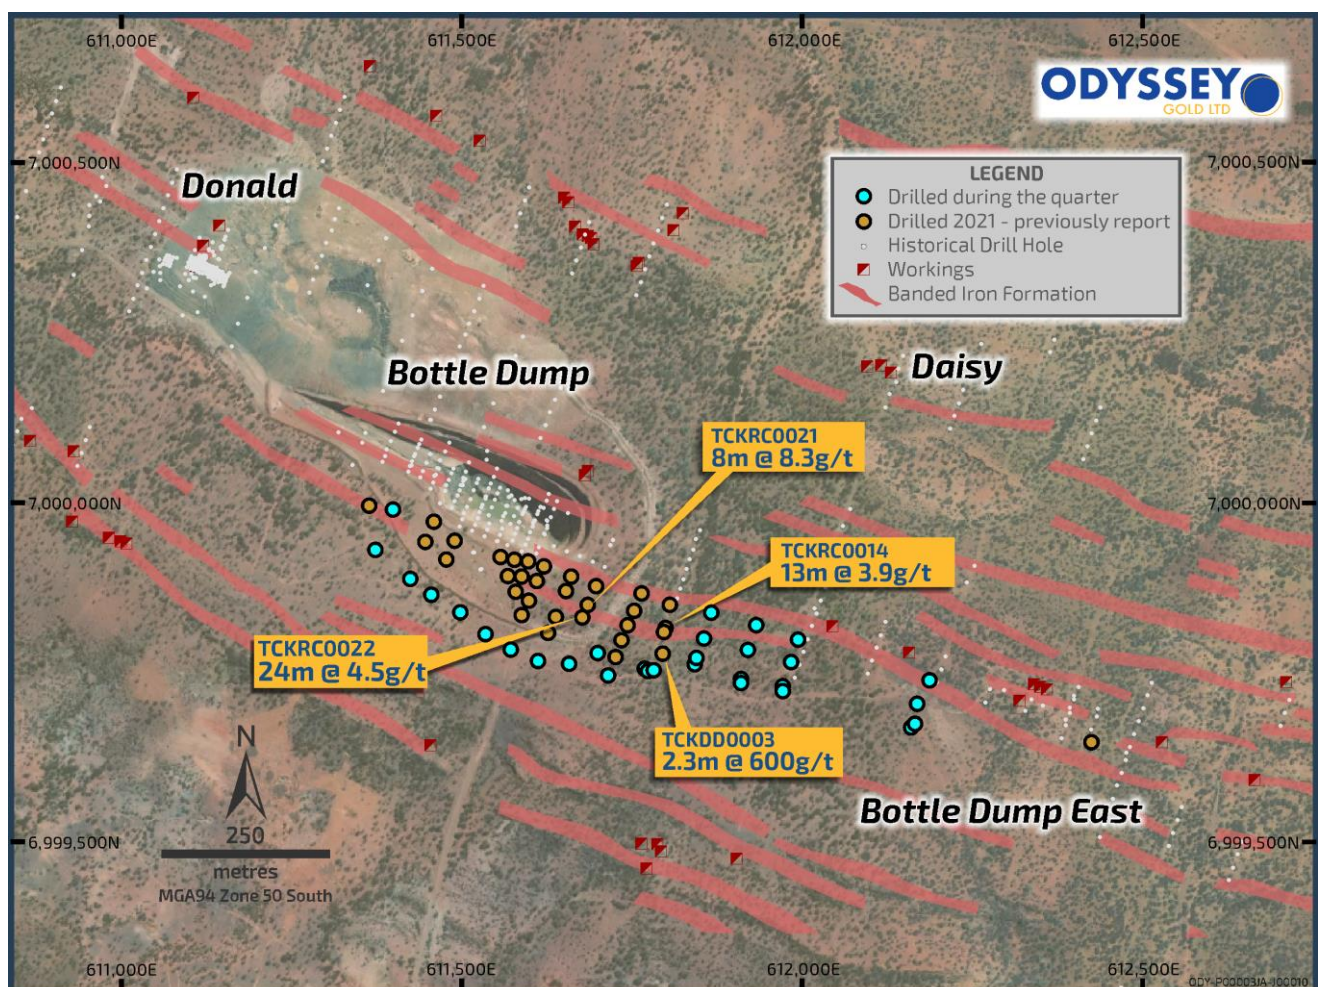 611,000E
611,500E
612,000E
612,500E
ODYSSEY
GOLD LTD
7,000,500N
7,000,500N
LEGEND
Drilled during the quarter
Drilled 2021 - previously report
Historical Drill Hole
Workings
Banded Iron Formation
Donald
Bottle Dump
Daisy
TCKRC0021
8m @ 8.3g/t
7,000,000N
7,000,000N
TCKRC0014
13m @ 3.9g/t
TCKRC0022
24m @ 4.5g/t
TCKDD0003
2.3m @ 600g/t
N
250
metres
MGA94 Zone 50 South
Bottle Dump East
6,999,500N
6,999,500N
611,000E
611,500E
612,000E
612,500E
ODY-P00003JA-J00010